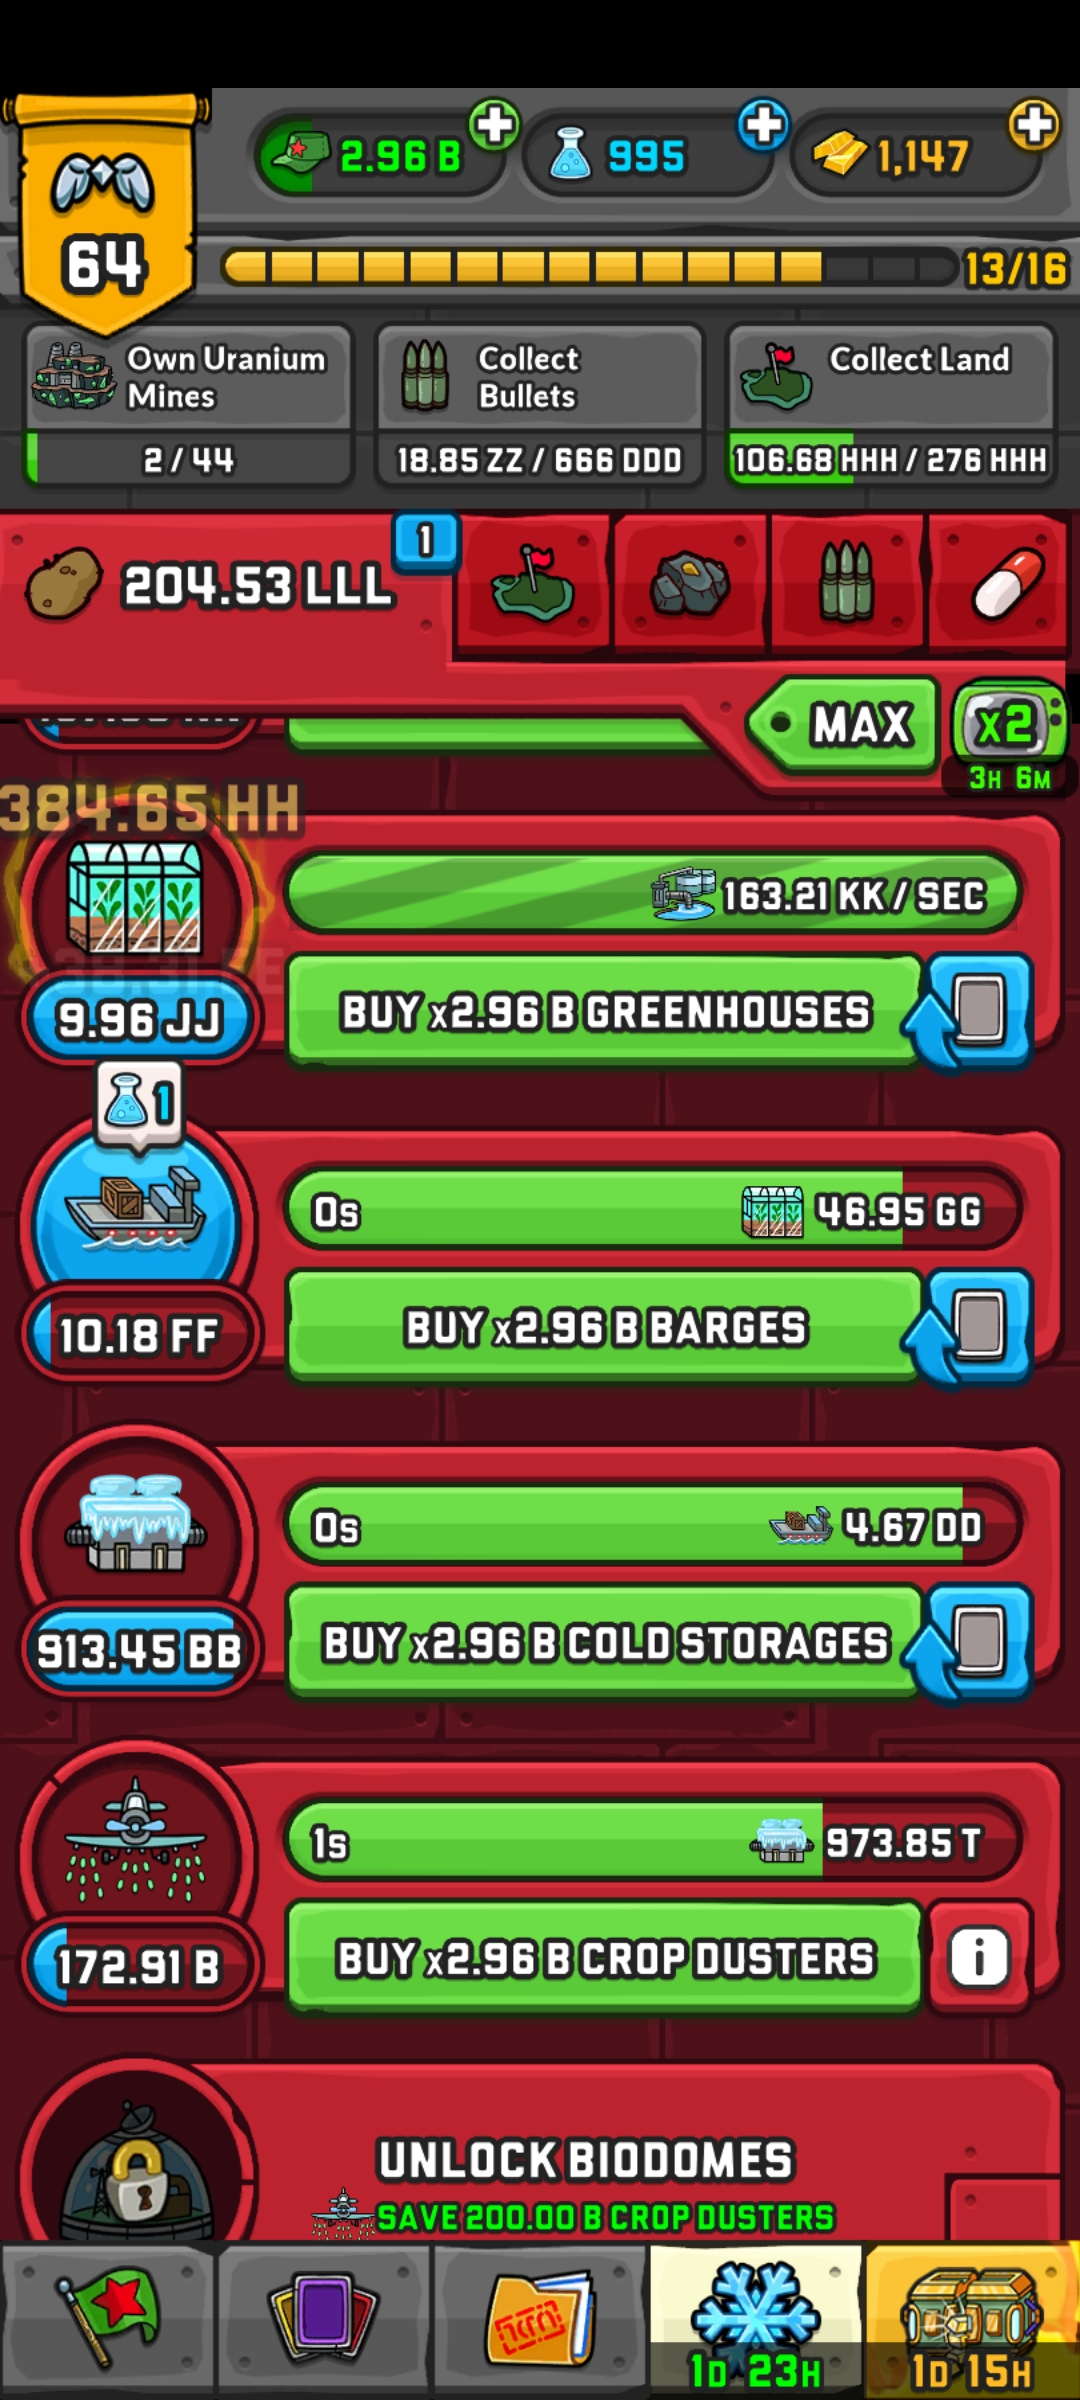 2.96 B
995
1,147
64
13/16
Own Uranium
Mines
2 / 44
Collect
Bullets
18.85 ZZ / 666 DDD
Collect Land
106.68 HHH / 276 HHH
204.53 LLL
1
MAX
x2
3H 6M
384.65 HH
163.21 KK / SEC
9.96 JJ
BUY x2.96 B GREENHOUSES
1
0s
46.95 GG
10.18 FF
BUY x2.96 B BARGES
0s
4.67 DD
913.45 BB
BUY x2.96 B COLD STORAGES
1s
973.85 T
172.91 B
BUY x2.96 B CROP DUSTERS
i
UNLOCK BIODOMES
SAVE 200.00 B CROP DUSTERS
1D 23H
1D 15H